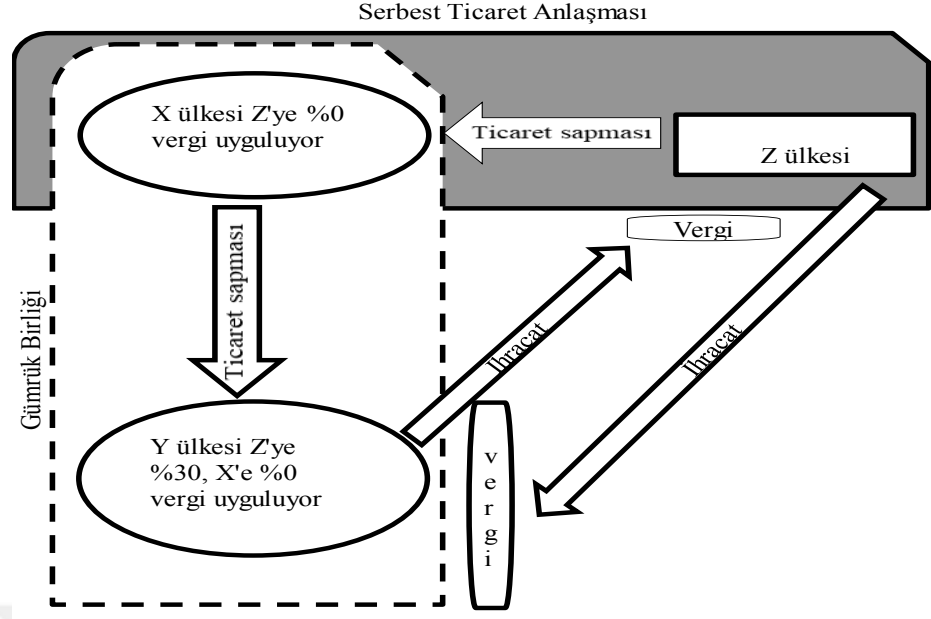 Serbest Ticaret Anlaşması
X ülkesi Z'ye %0
vergi uyguluyor
Ticaret sapması
Z ülkesi
Vergi
Ticaret sapması
Gümrük Birliği
İhracat
İhracat
Y ülkesi Z'ye
%30, X'e %0
vergi uyguluyor
vergi